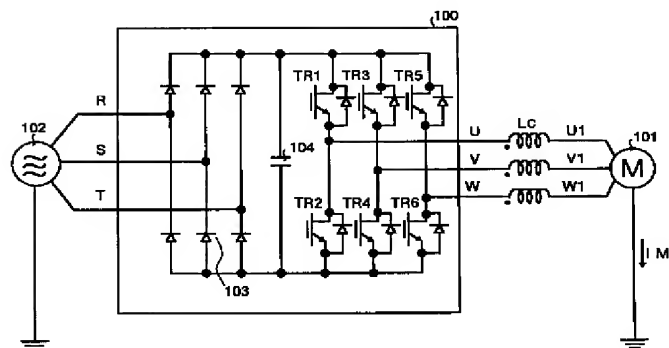 100
TR1 TR3 TR5
R
102
104
U Lc U1 101
S
V V1 M
W W1
T
TR2 TR4 TR6
I M
103